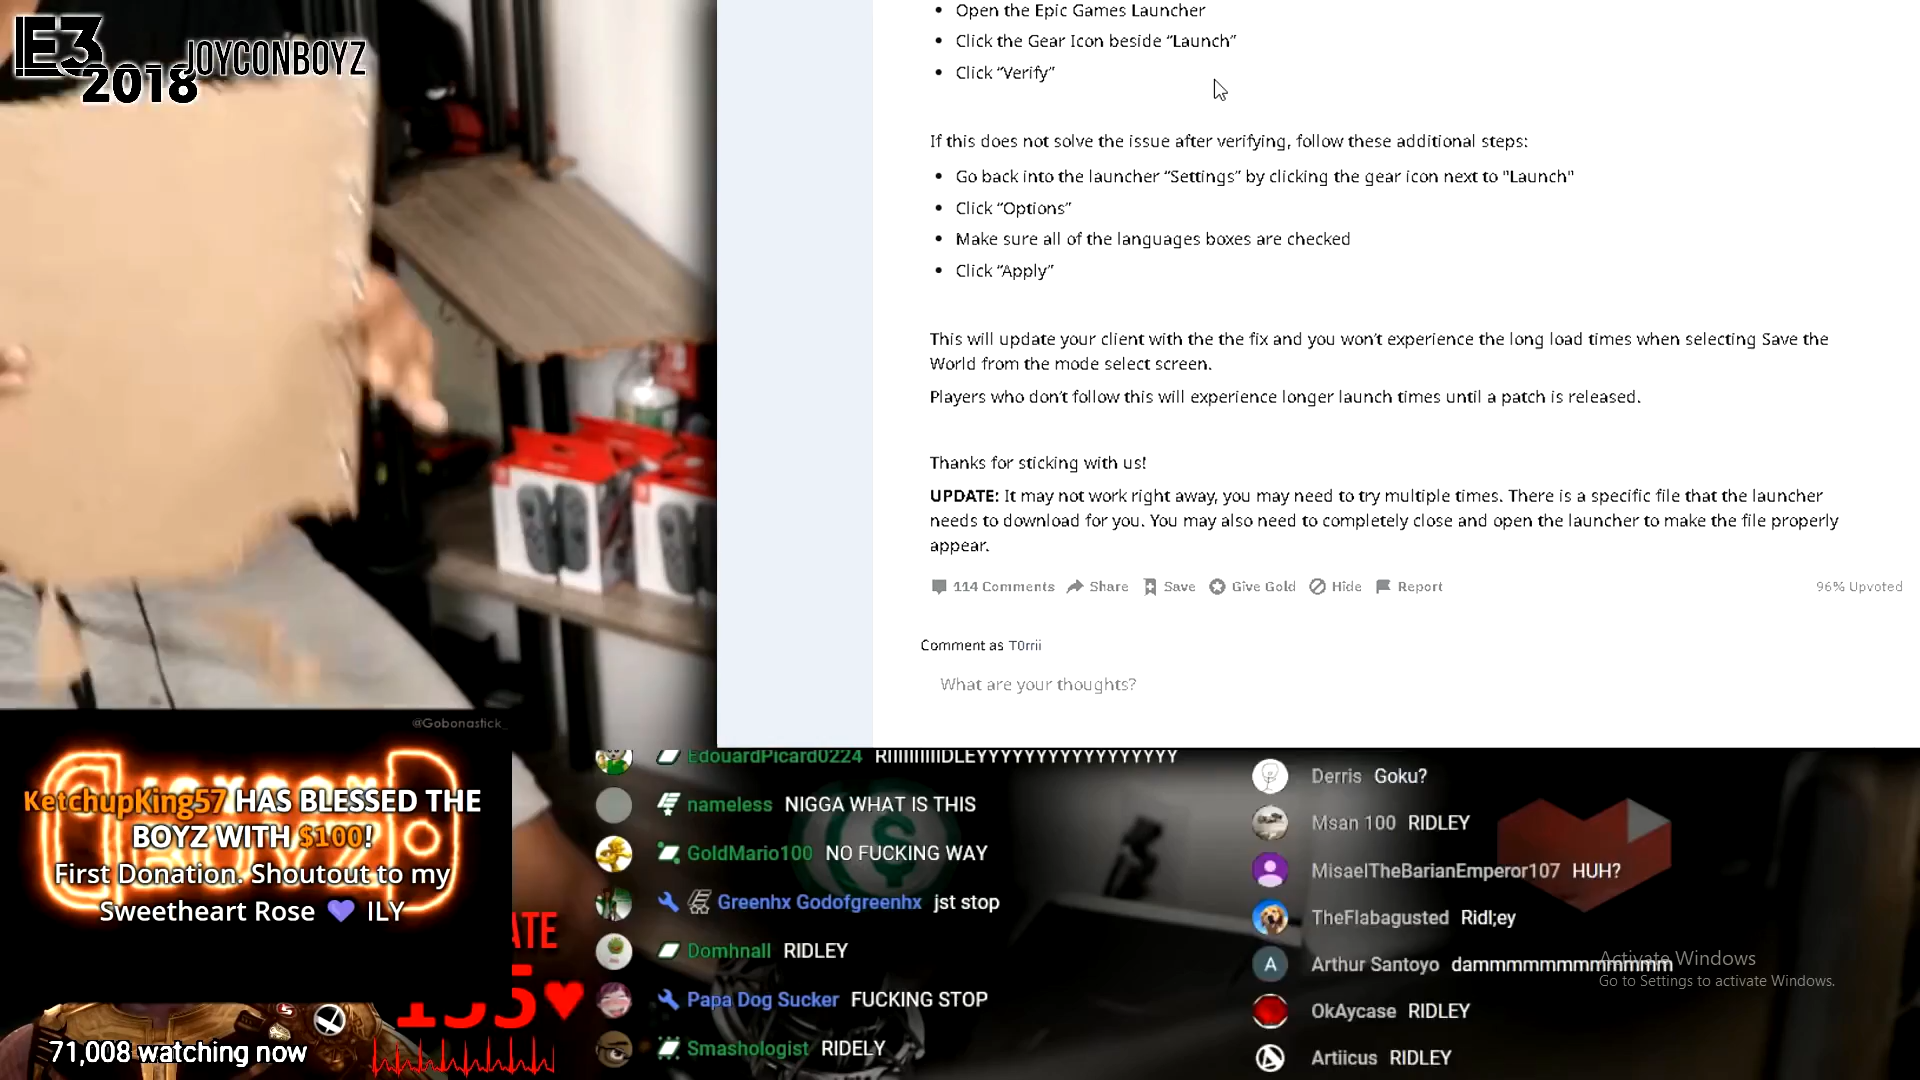 E3
2018
JOYCONBOYZ
Open the Epic Games Launcher
Click the Gear Icon beside “Launch”
Click “Verify”
If this does not solve the issue after verifying, follow these additional steps:
Go back into the launcher “Settings” by clicking the gear icon next to "Launch"
Click “Options”
Make sure all of the languages boxes are checked
Click “Apply”
This will update your client with the the fix and you won’t experience the long load times when selecting Save the
World from the mode select screen.
Players who don’t follow this will experience longer launch times until a patch is released.
Thanks for sticking with us!
UPDATE: It may not work right away, you may need to try multiple times. There is a specific file that the launcher
needs to download for you. You may also need to completely close and open the launcher to make the file properly
appear.
114 Comments Share Save Give Gold Hide Report 96% Upvoted
Comment as T0rrii
What are your thoughts?
@Gobonastick_
KetchupKing57 HAS BLESSED THE
BOYZ WITH $100!
First Donation. Shoutout to my
Sweetheart Rose 💜 ILY
71,008 watching now
EdouardPicard0224 RIIIIIIIIIIDLEYYYYYYYYYYYYYYYYYY
nameless NIGGA WHAT IS THIS
GoldMario100 NO FUCKING WAY
Greenhx Godofgreenhx jst stop
Domhnall RIDLEY
Papa Dog Sucker FUCKING STOP
Smashologist RIDELY
Derris Goku?
Msan 100 RIDLEY
MisaelTheBarianEmperor107 HUH?
TheFlabagusted Ridl;ey
A Arthur Santoyo dammmmmmmmmmmm
OkAycase RIDLEY
Artiicus RIDLEY
Activate Windows
Go to Settings to activate Windows.